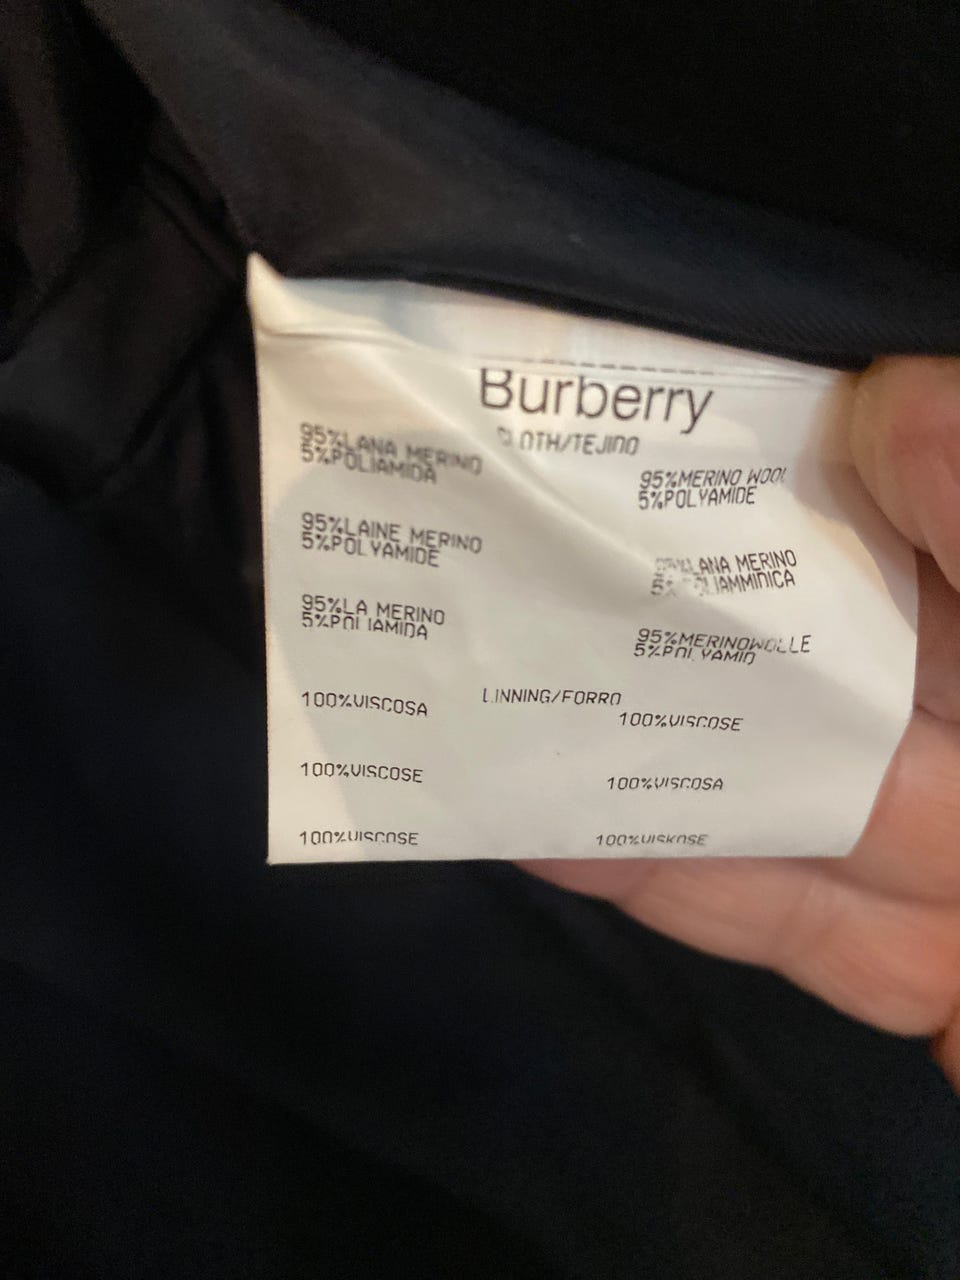 Burberry
CLOTH/TEJIDO
95%LANA MERINO
5%POLIAMIDA
95%MERINO WOOL
5%POLYAMIDE
95%LAINE MERINO
5%POLYAMIDE
LANA MERINO
5%
95%LA MERINO
5%POLIAMIDA
95%MERINOWOLLE
5%POLYAMID
LINNING/FORRO
100%VISCOSA
100%VISCOSE
100%VISCOSE
100%VISCOSA
100%VISCOSE
100%VISKOSE